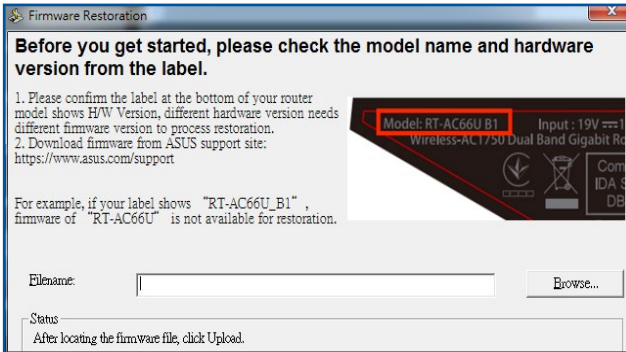 Firmware Restoration
Before you get started, please check the model name and hardware
version from the label.
1. Please confirm the label at the bottom of your router
model shows H/W Version, different hardware version needs
different firmware version to process restoration.
2. Download firmware from ASUS support site:
https://www.asus.com/support
For example, if your label shows “RT-AC66U_B1”,
firmware of “RT-AC66U” is not available for restoration.
Model: RT-AC66U B1 Input : 19V
Wireless-AC1750 Dual Band Gigabit
Com
IDA
DB
Filename:
Browse...
Status
After locating the firmware file, click Upload.